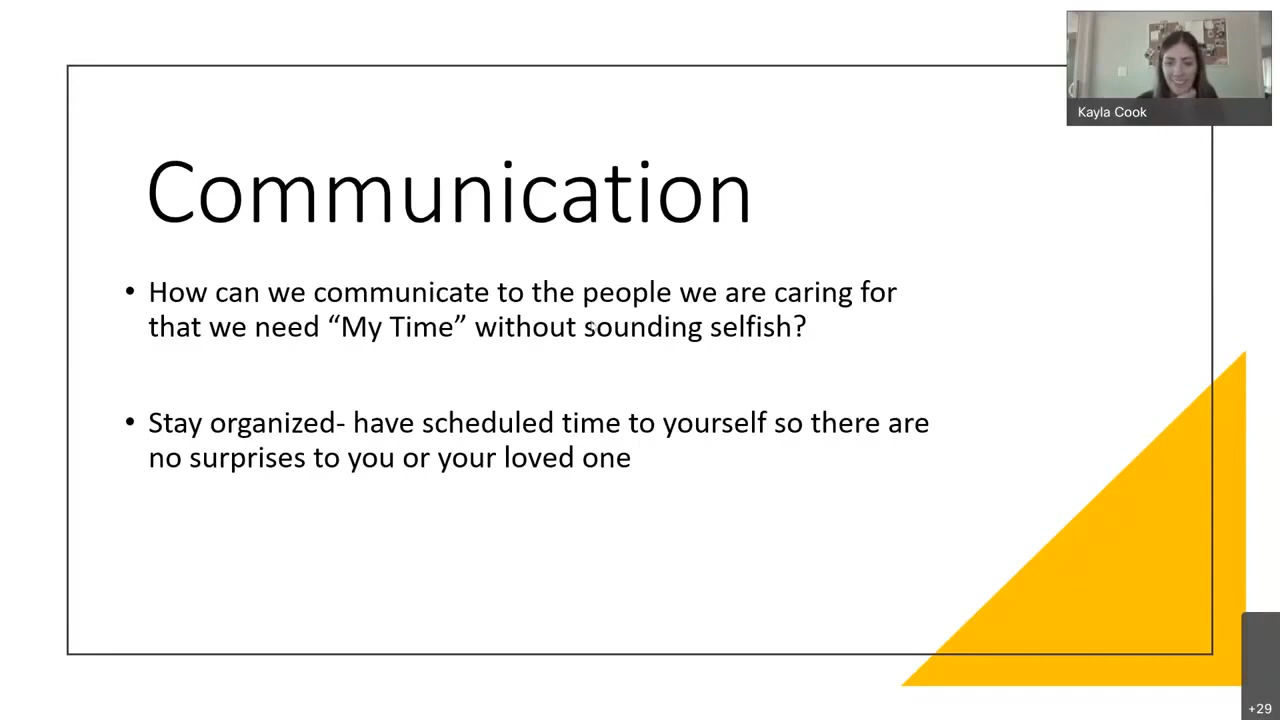 Kayla Cook
Communication
• How can we communicate to the people we are caring for
that we need “My Time” without sounding selfish?
• Stay organized- have scheduled time to yourself so there are
no surprises to you or your loved one
+29